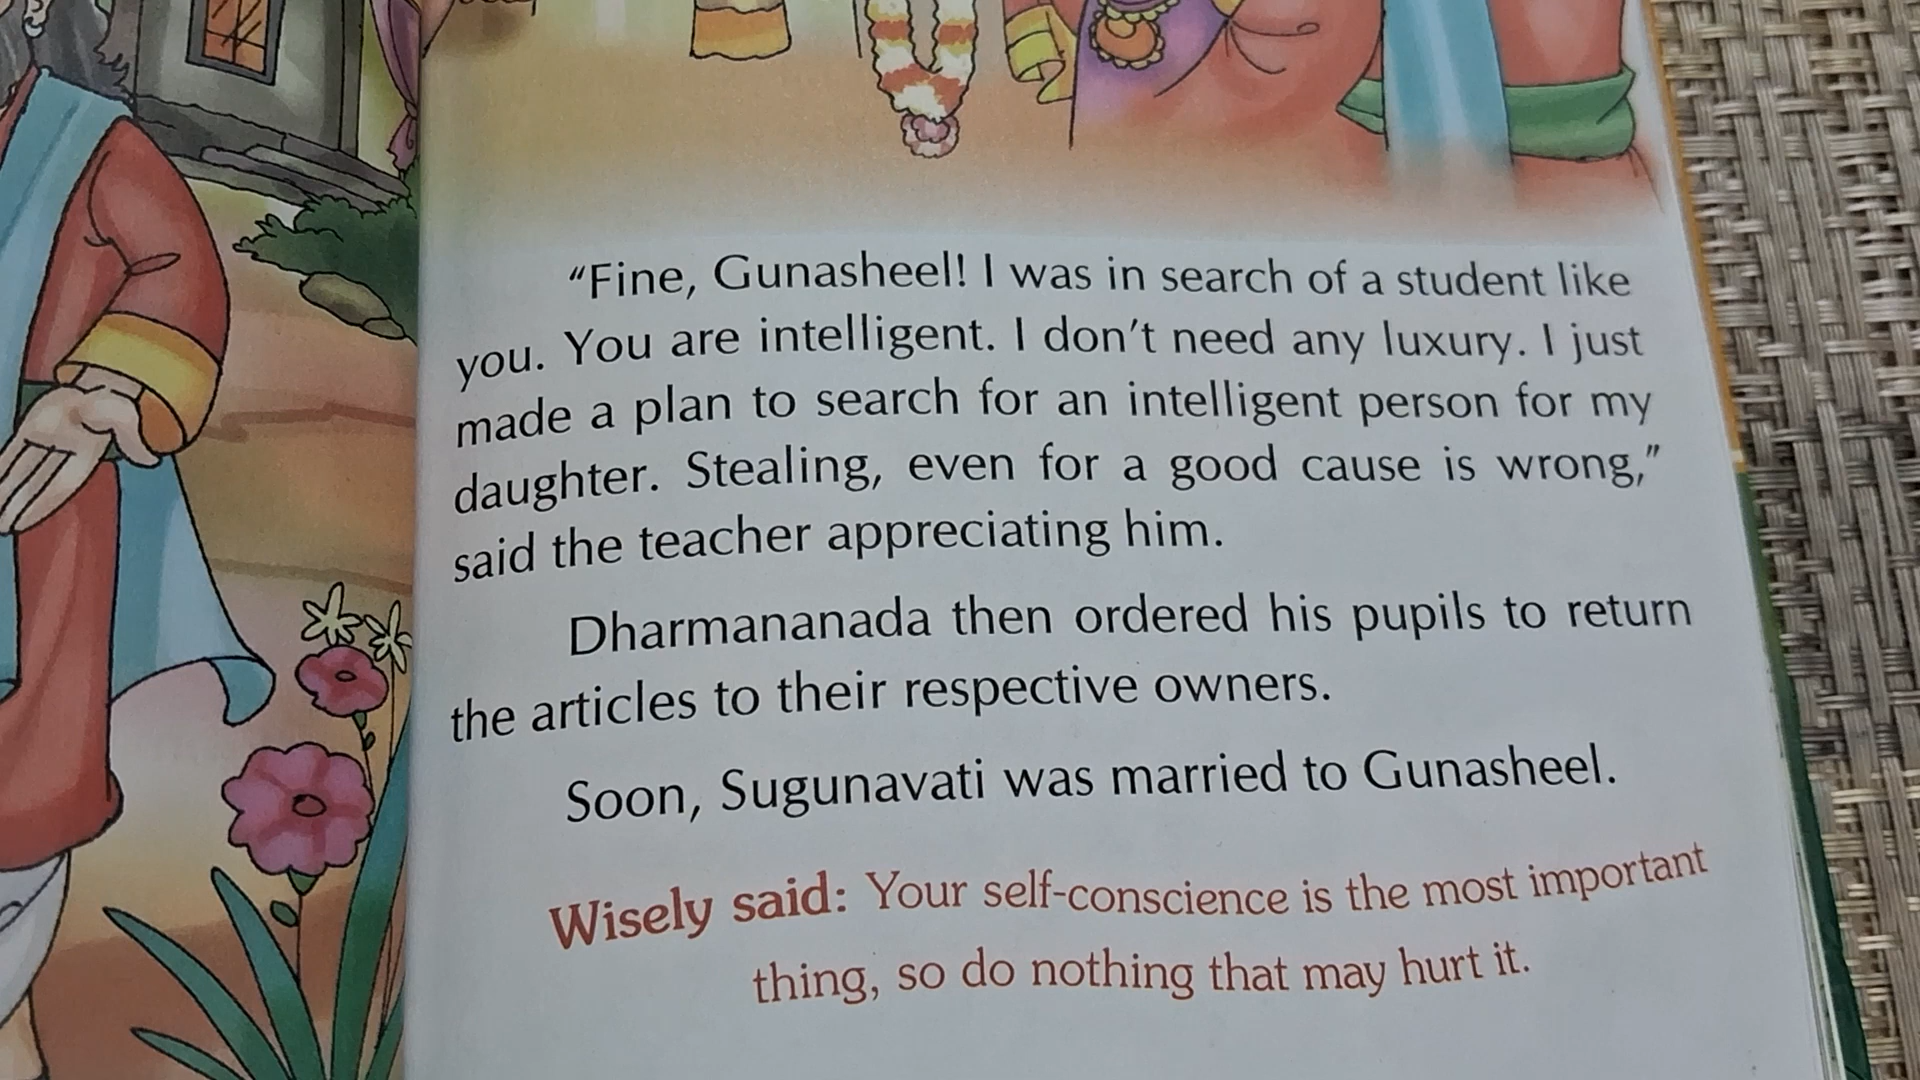 “Fine, Gunasheel! I was in search of a student like
you. You are intelligent. I don’t need any luxury. I just
made a plan to search for an intelligent person for my
daughter. Stealing, even for a good cause is wrong,”
said the teacher appreciating him.
Dharmananada then ordered his pupils to return
the articles to their respective owners.
Soon, Sugunavati was married to Gunasheel.
Wisely said: Your self-conscience is the most important
thing, so do nothing that may hurt it.